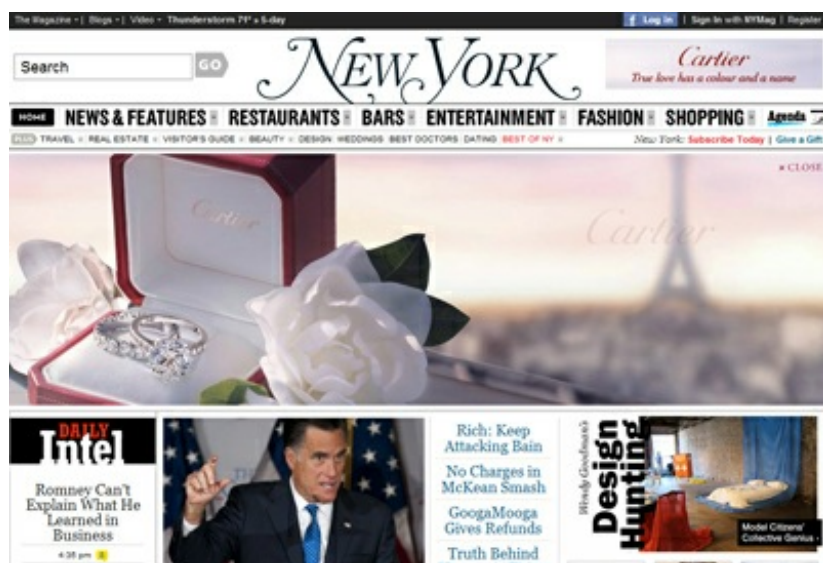 The Magazine | Blogs | Video Thunderstorm 71° 5-day
Log in | Sign In with NYMag | Register
Search
GO
NEW YORK
Cartier
True love has a colour and a name
HOME NEWS & FEATURES RESTAURANTS BARS ENTERTAINMENT FASHION SHOPPING Agenda
PLUS TRAVEL REAL ESTATE VISITOR'S GUIDE BEAUTY DESIGN WEDDINGS BEST DOCTORS DATING BEST OF NY
New York: Subscribe Today | Give a Gift
CLOSE
Cartier
Cartier
DAILY
Intel
Romney Can't
Explain What He
Learned in
Business
4:35 pm
Rich: Keep
Attacking Bain
No Charges in
McKean Smash
GoogaMooga
Gives Refunds
Truth Behind
Wendy Goodman's
Design
Hunting
Model Citizens'
Collective Genius